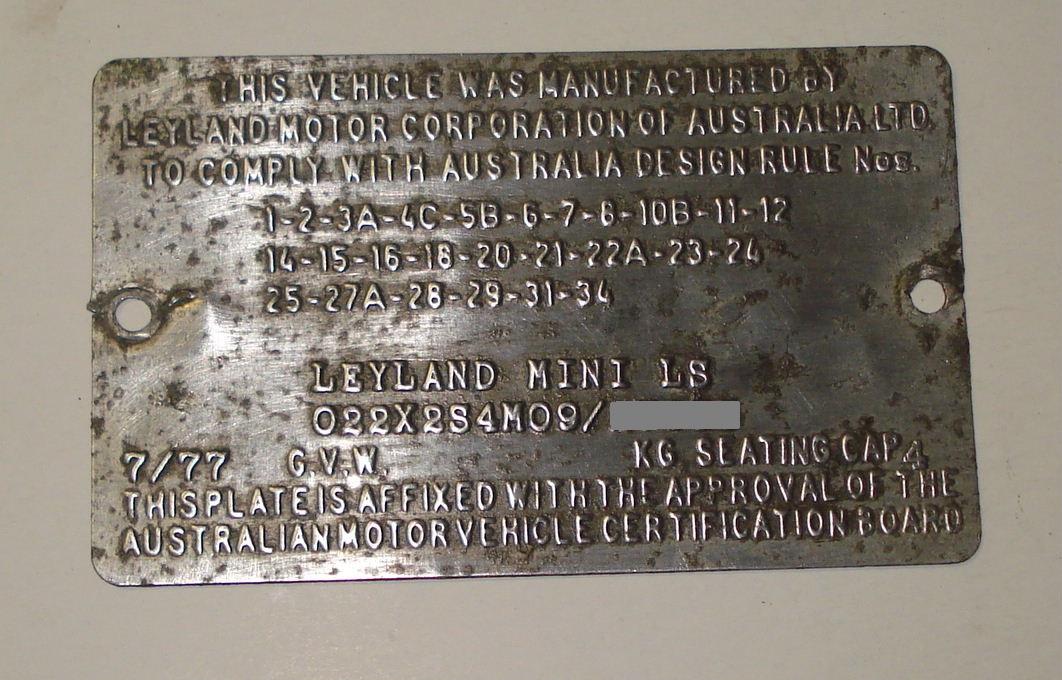 THIS VEHICLE WAS MANUFACTURED BY
LEYLAND MOTOR CORPORATION OF AUSTRALIA LTD
TO COMPLY WITH AUSTRALIA DESIGN RULE Nos.
1-2-3A-4C-5B-6-7-8-10B-11-12
14-15-16-18-20-21-22A-23-24
25-27A-28-29-31-34
LEYLAND MINI LS
022X2S4M09/
7/77 G.V.W. KG SEATING CAP 4
THIS PLATE IS AFFIXED WITH THE APPROVAL OF THE
AUSTRALIAN MOTOR VEHICLE CERTIFICATION BOARD